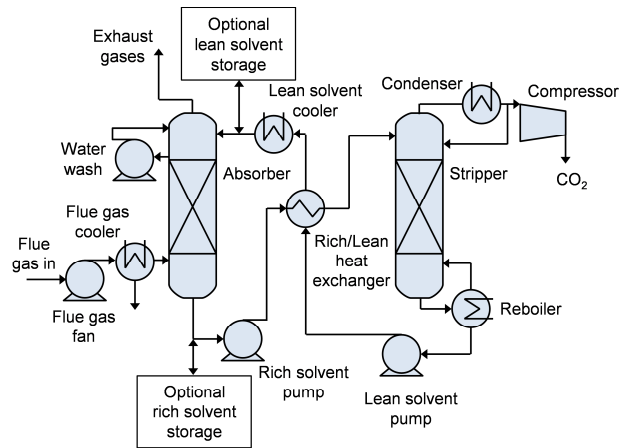 Optional
lean solvent
storage
Exhaust
gases
Lean solvent
cooler
Condenser
Compressor
Water
wash
Absorber
Stripper
CO2
Flue gas
cooler
Flue
gas in
Rich/Lean
heat
exchanger
Reboiler
Flue gas
fan
Rich solvent
pump
Optional
rich solvent
storage
Lean solvent
pump